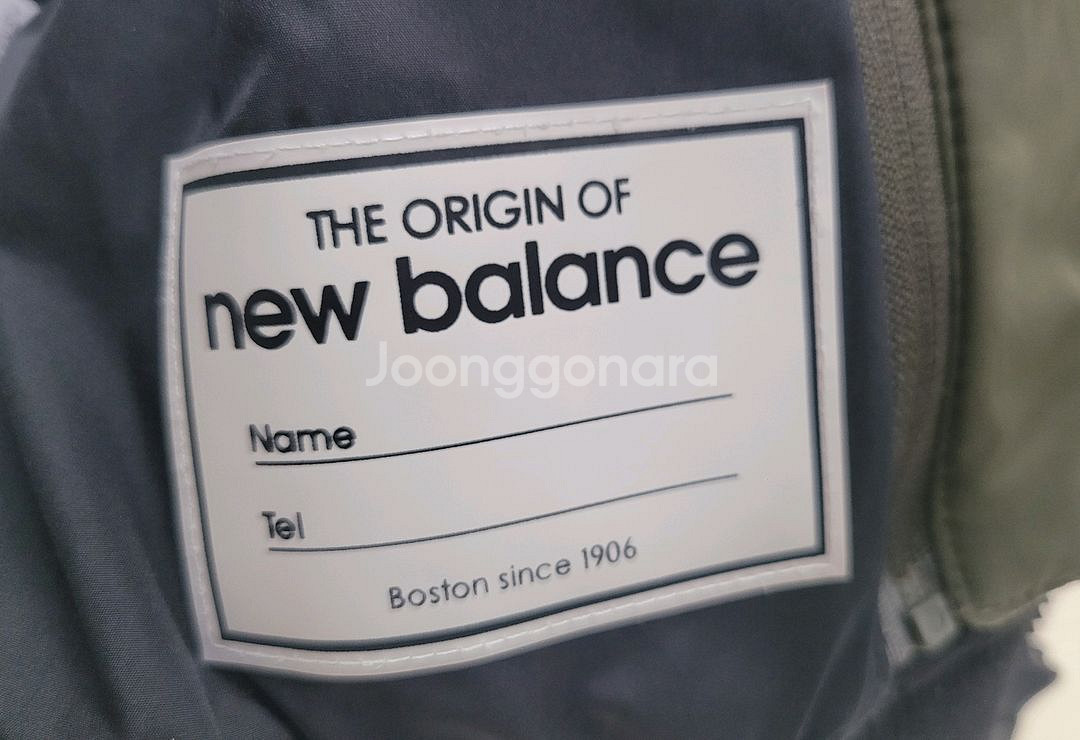 THE ORIGIN OF
new balance
Joonggonara
Name
Tel
Boston since 1906